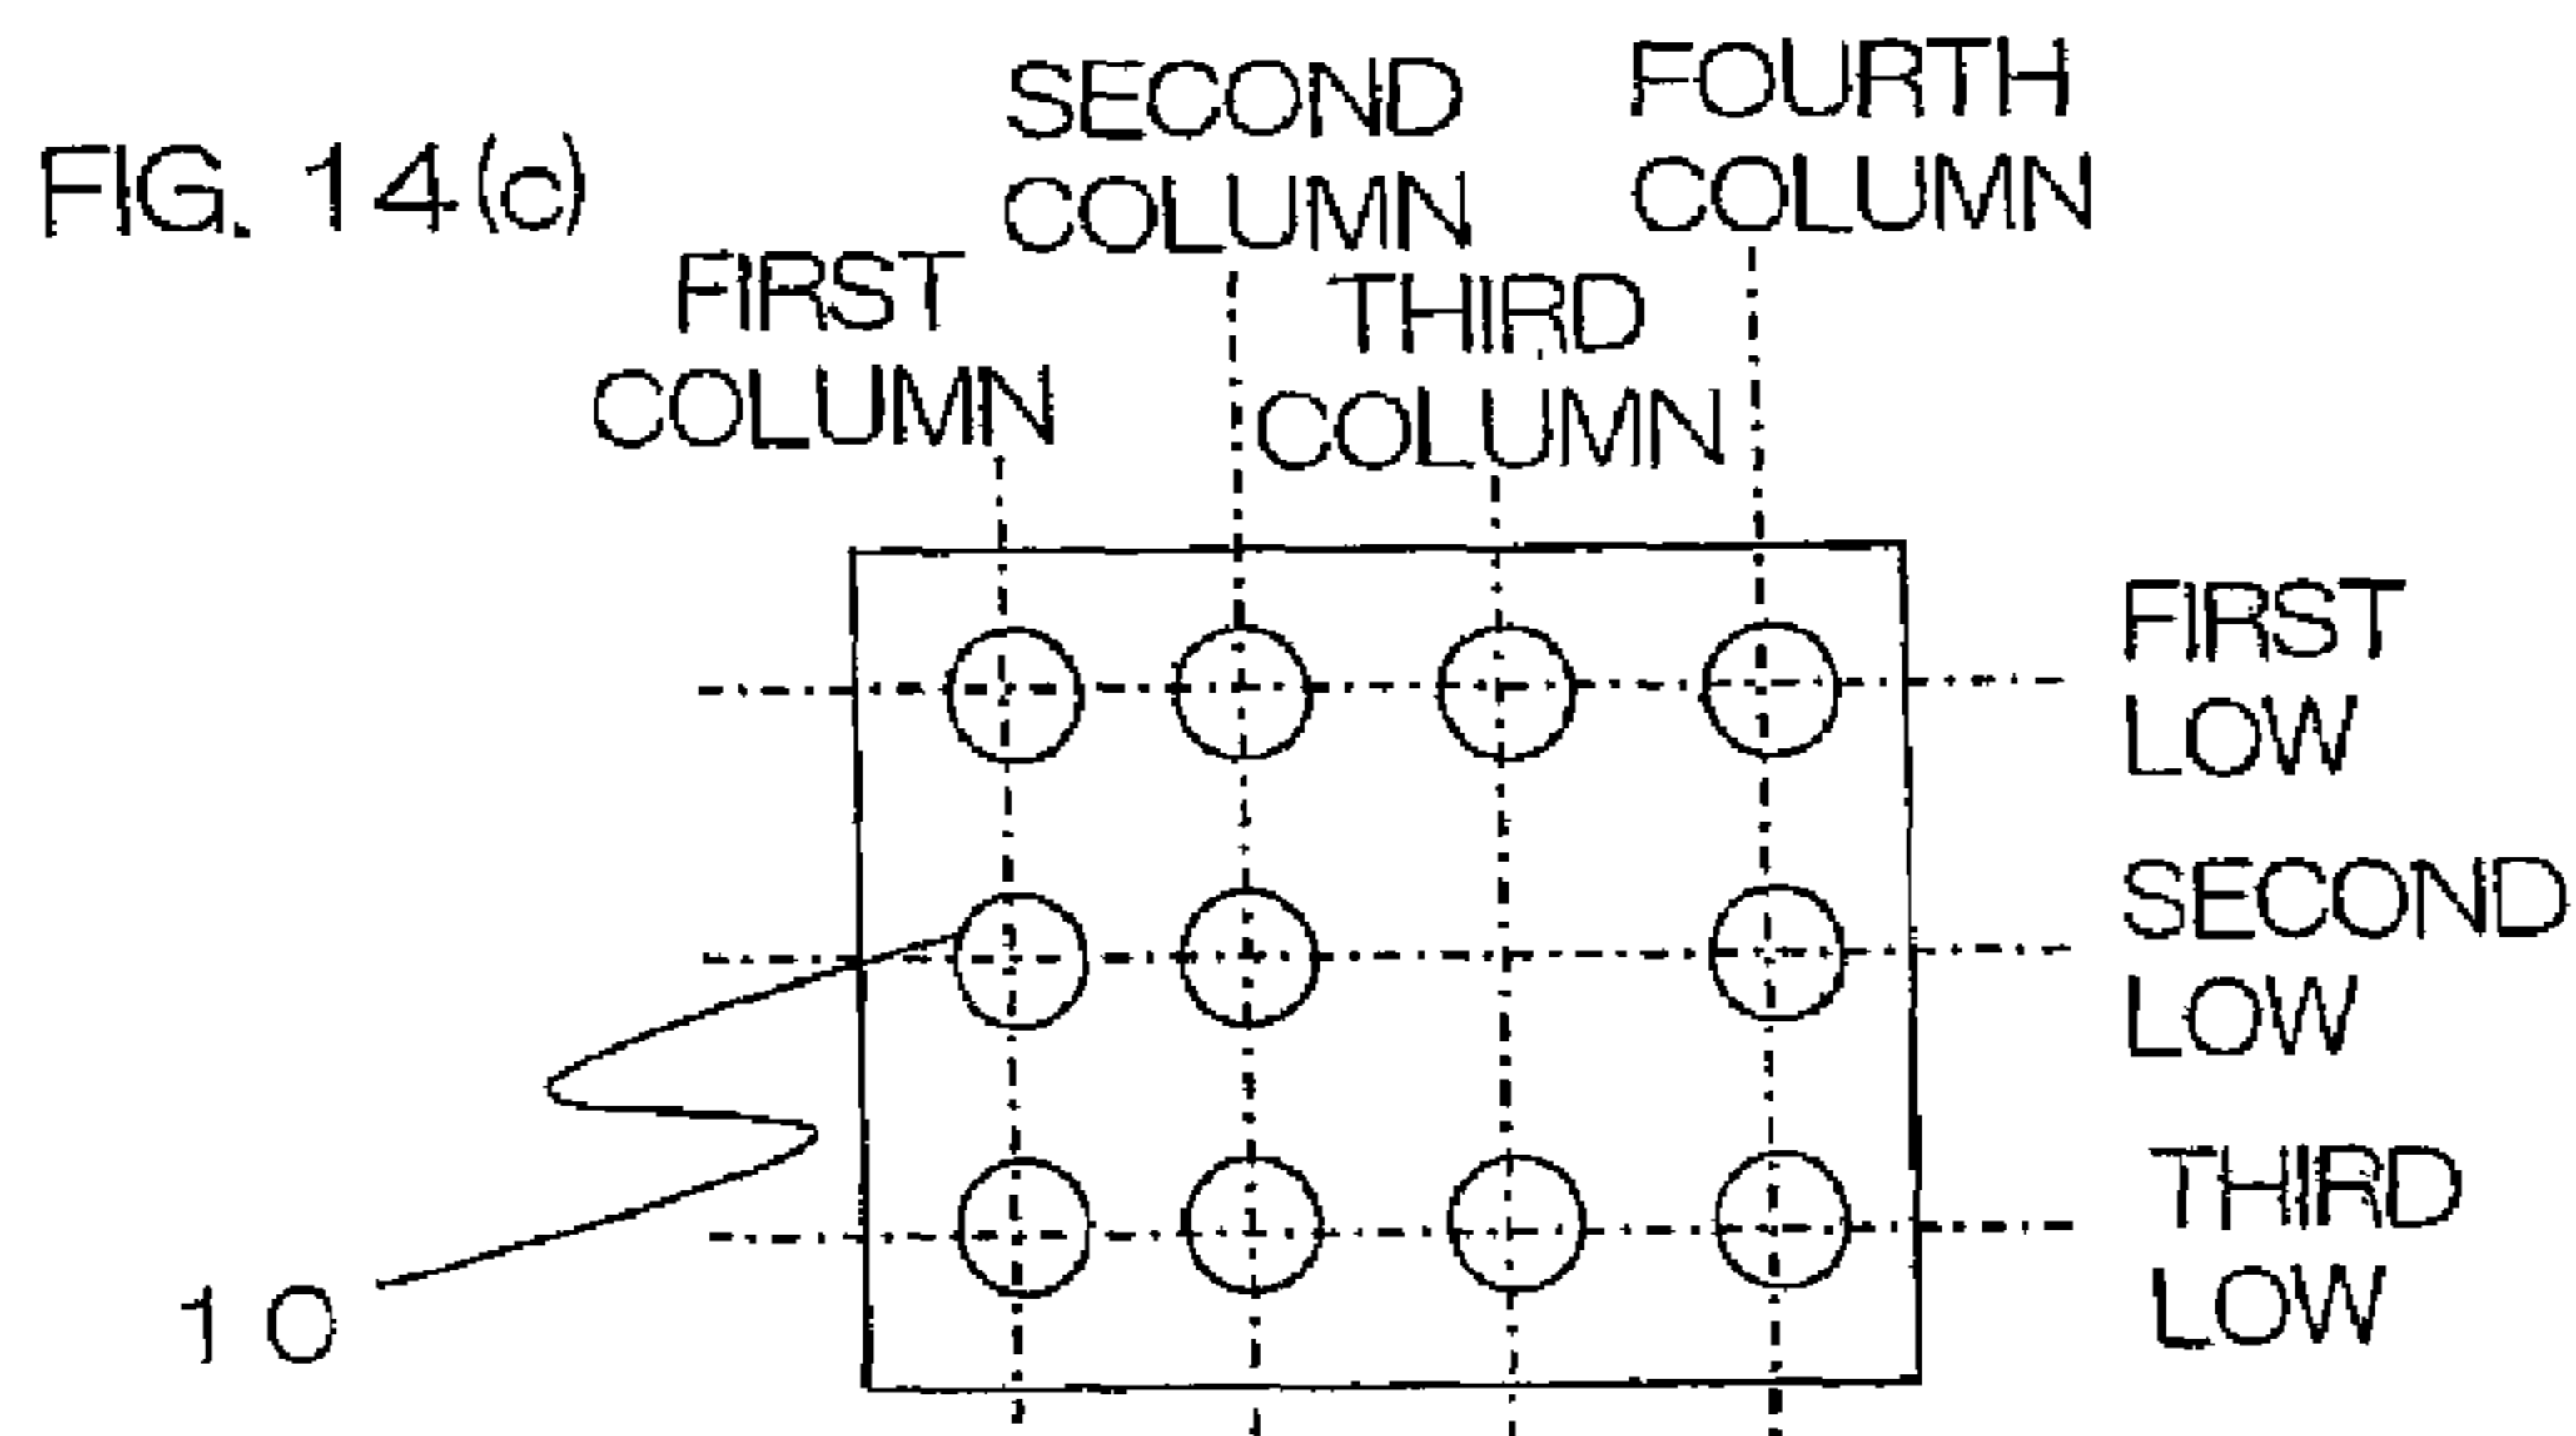 FIG. 14(c)
FIRST
COLUMN
SECOND
COLUMN
THIRD
COLUMN
FOURTH
COLUMN
FIRST
LOW
SECOND
LOW
THIRD
LOW
10